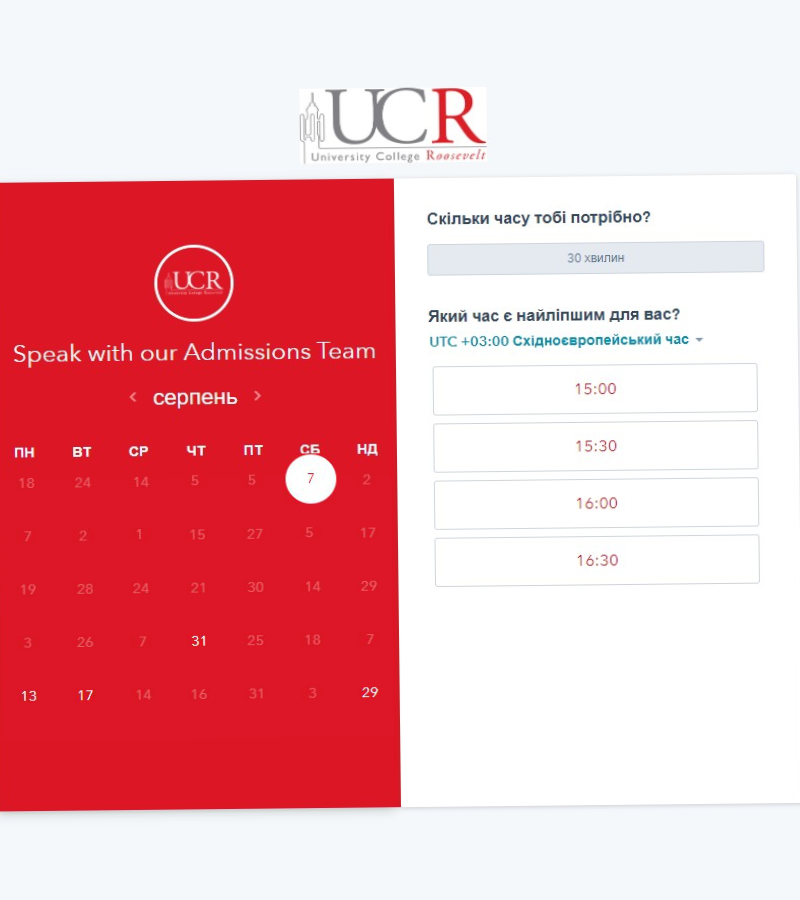 UCR
University College Roosevelt
UCR
Speak with our Admissions Team
< серпень >
ПН ВТ СР ЧТ ПТ СБ НД
18 24 14 5 5 7 2
7 2 1 15 27 5 17
19 28 24 21 30 14 29
3 26 7 31 25 18 7
13 17 14 16 31 3 29
Скільки часу тобі потрібно?
30 хвилин
Який час є найліпшим для вас?
UTC +03:00 Східноєвропейський час
15:00
15:30
16:00
16:30